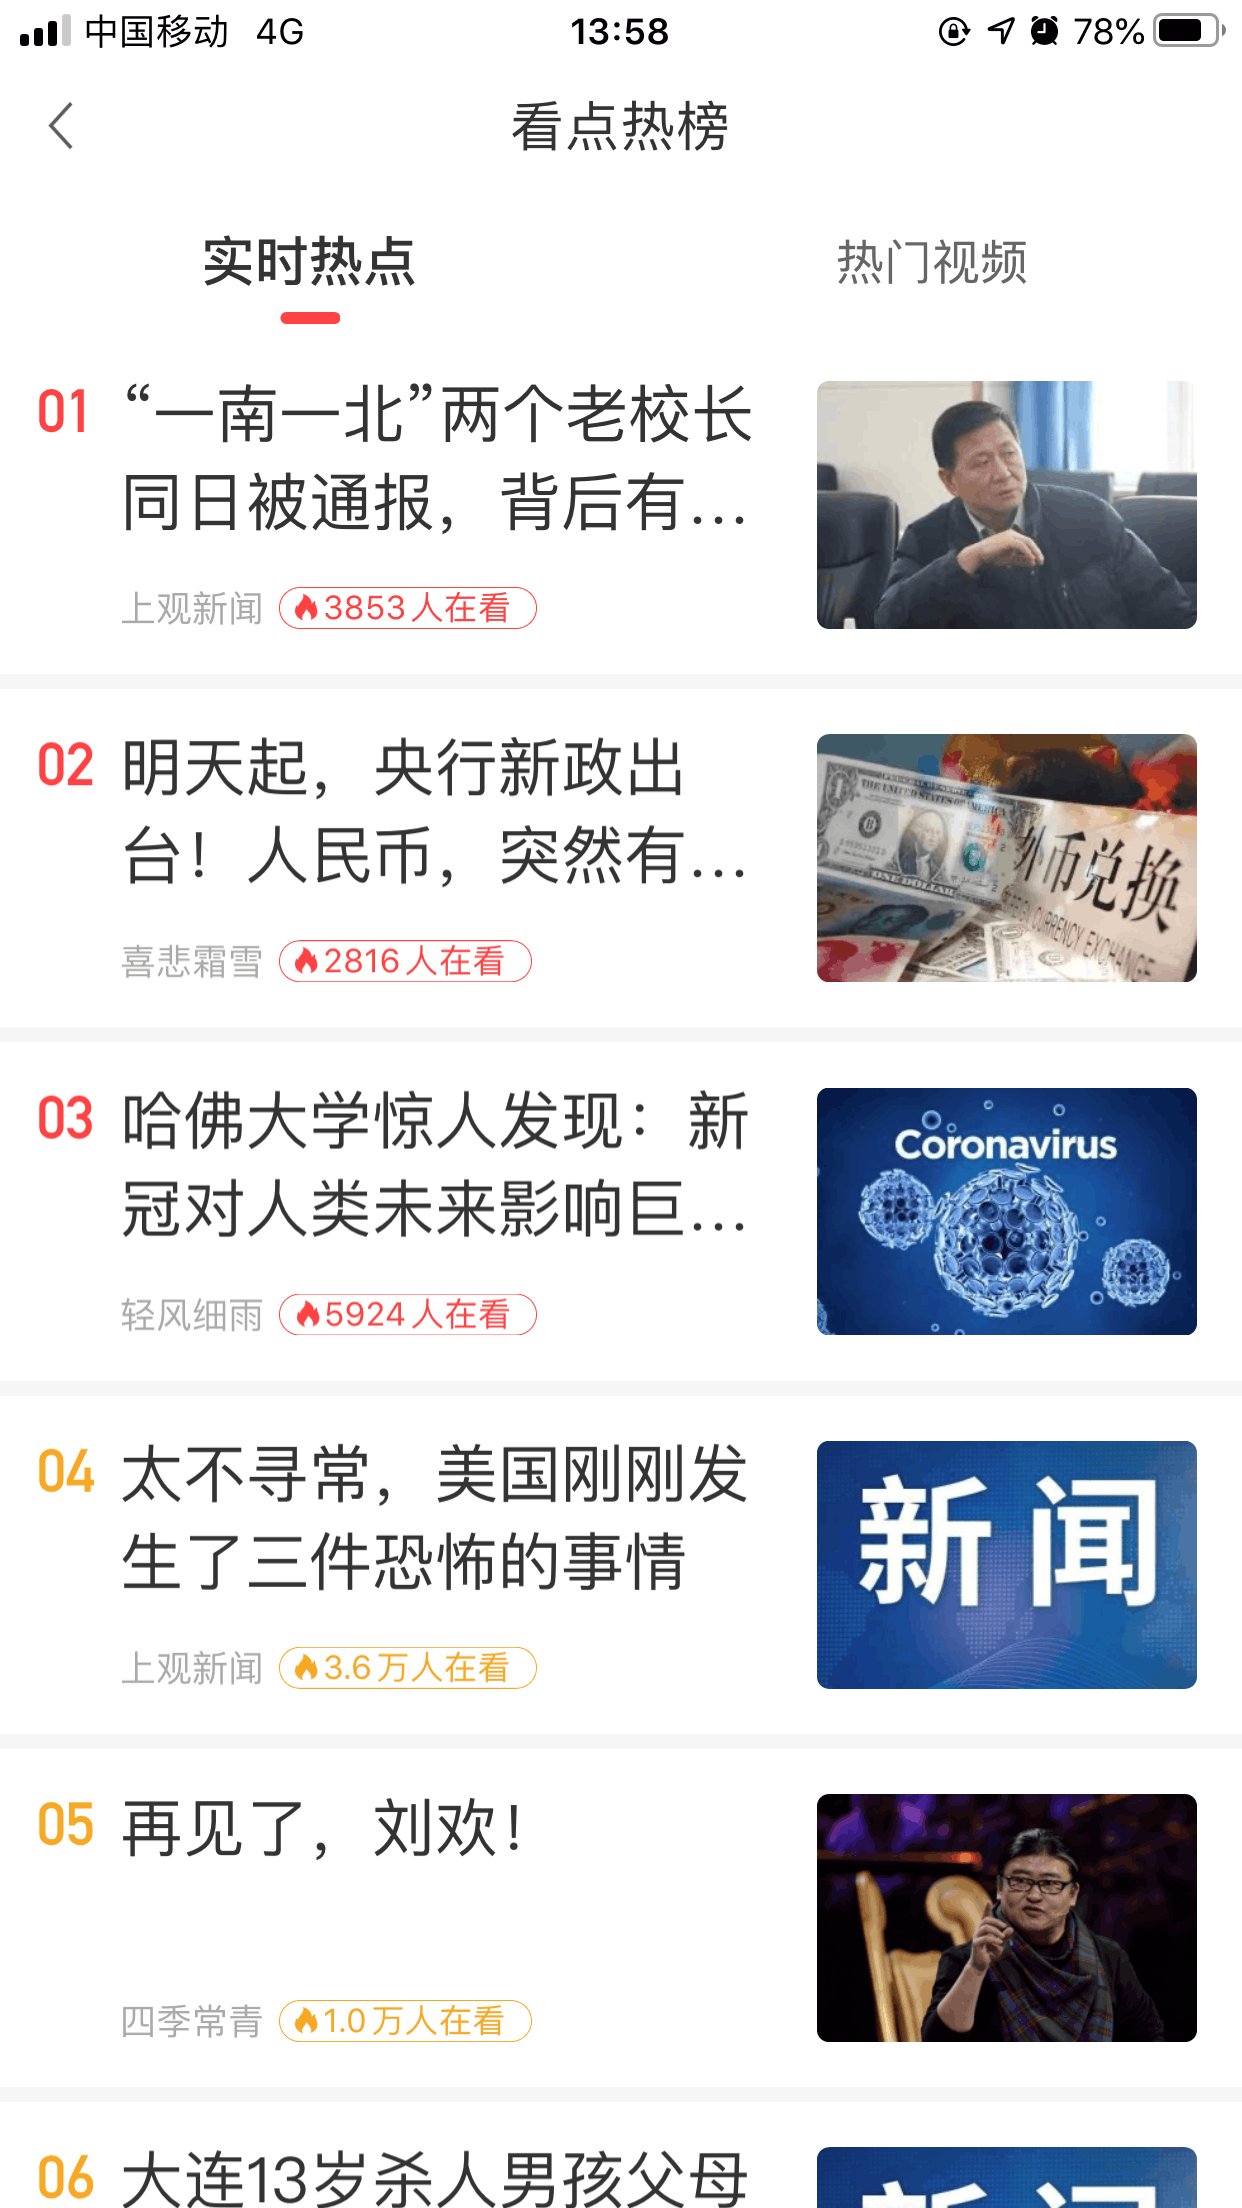 中国移动 4G 13:58 78%
看点热榜
实时热点 热门视频
01 “一南一北”两个老校长
同日被通报，背后有...
上观新闻 3853人在看
02 明天起，央行新政出
台！人民币，突然有...
喜悲霜雪 2816人在看
THE UNITED STATES OF AMERICA
ONE DOLLAR
外币兑换
CURRENCY EXCHANGE
03 哈佛大学惊人发现：新
冠对人类未来影响巨...
轻风细雨 5924人在看
Coronavirus
04 太不寻常，美国刚刚发
生了三件恐怖的事情
上观新闻 3.6万人在看
新闻
05 再见了，刘欢！
四季常青 1.0万人在看
06 大连13岁杀人男孩父母
新闻